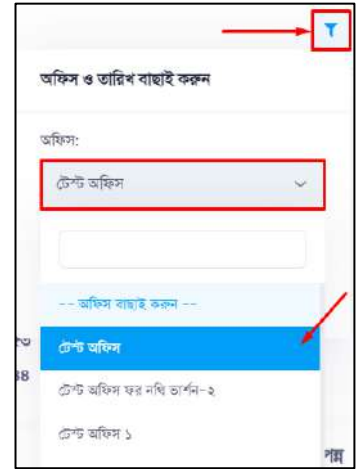 অফিস ও তারিখ বাছাই করুন
অফিস:
টেস্ট অফিস
-- অফিস বাছাই করুন --
টেস্ট অফিস
টেস্ট অফিস ফর নথি ভার্শন-২
টেস্ট অফিস ১